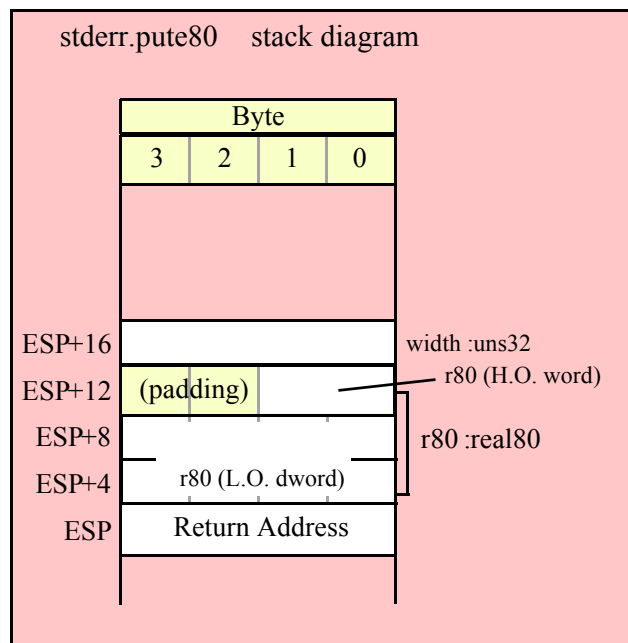 stderr.pute80 stack diagram
Byte
3 2 1 0
ESP+16 width :uns32
ESP+12 (padding) r80 (H.O. word)
ESP+8 r80 :real80
ESP+4 r80 (L.O. dword)
ESP Return Address